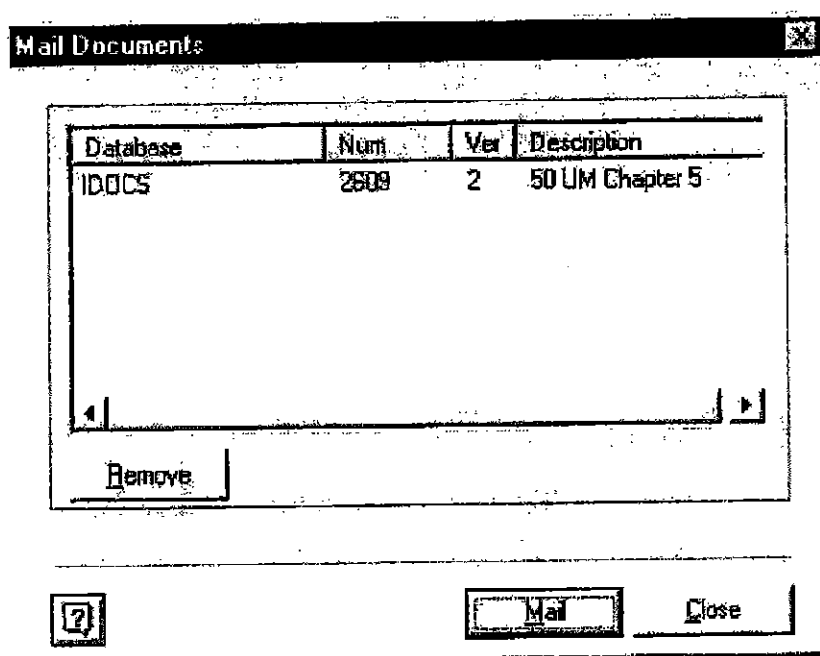 Mail Documents
Database Num Ver Description
IDOCS 2609 2 50 UM Chapter 5
Remove
? Mail Close